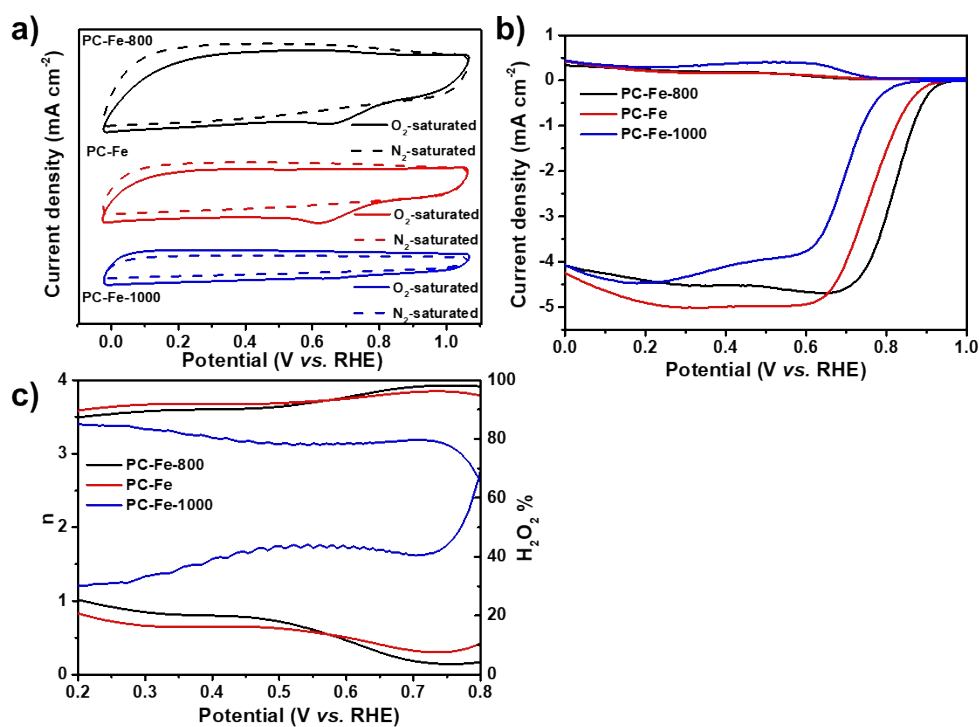 a)
PC-Fe-800
O₂-saturated
N₂-saturated
PC-Fe
O₂-saturated
N₂-saturated
PC-Fe-1000
O₂-saturated
N₂-saturated
Current density (mA cm⁻²)
0.0 0.2 0.4 0.6 0.8 1.0
Potential (V vs. RHE)
b)
1
0
-1
-2
-3
-4
-5
-6
PC-Fe-800
PC-Fe
PC-Fe-1000
Current density (mA cm⁻²)
0.0 0.2 0.4 0.6 0.8 1.0
Potential (V vs. RHE)
c)
4
3
2
1
0
n
PC-Fe-800
PC-Fe
PC-Fe-1000
100
80
60
40
20
0
H₂O₂ %
0.2 0.3 0.4 0.5 0.6 0.7 0.8
Potential (V vs. RHE)